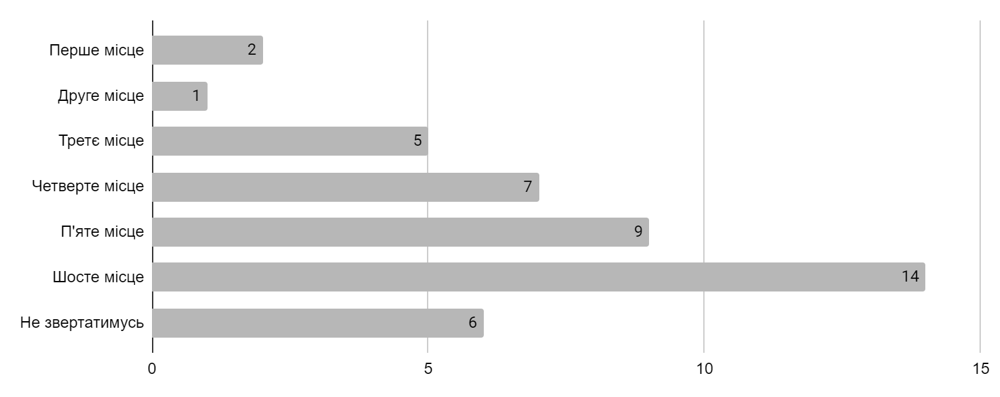 Перше місце 2
Друге місце 1
Третє місце 5
Четверте місце 7
П'яте місце 9
Шосте місце 14
Не звертатимусь 6
0 5 10 15